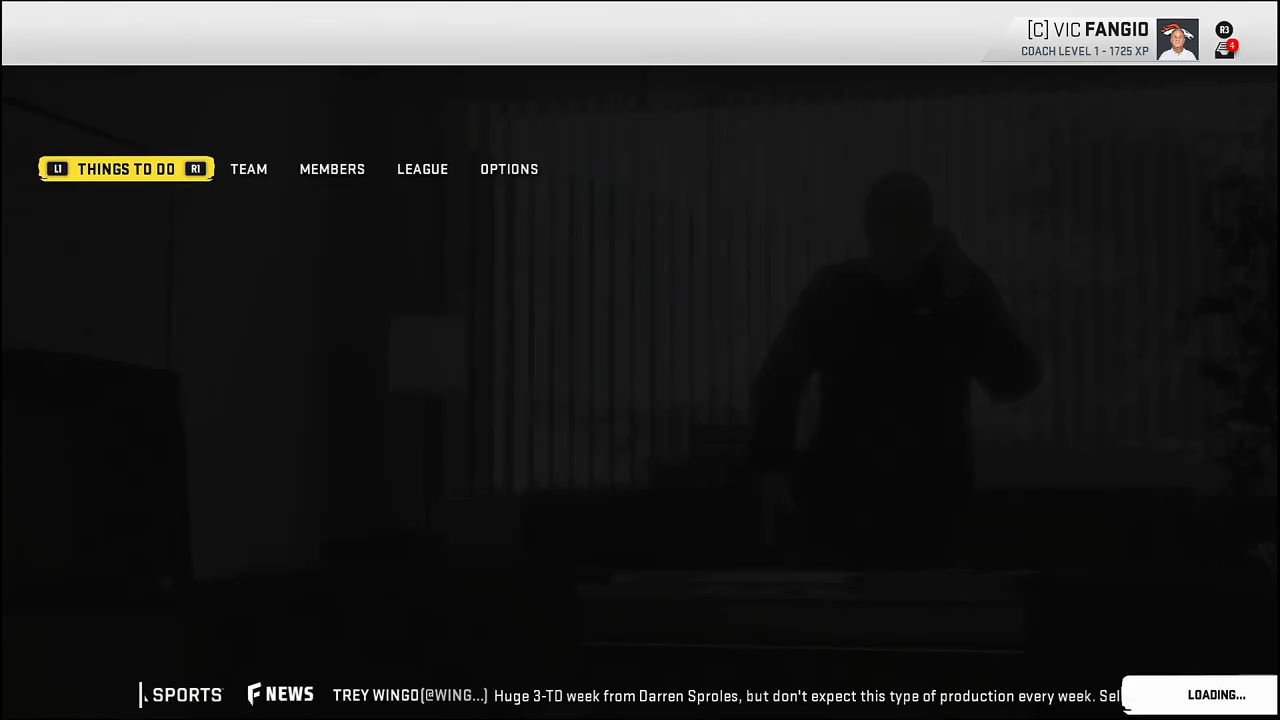 [C] VIC FANGIO
R3
COACH LEVEL 1 - 1725 XP
4
L1 THINGS TO DO R1 TEAM MEMBERS LEAGUE OPTIONS
SPORTS NEWS TREY WINGO(@WING...) Huge 3-TD week from Darren Sproles, but don't expect this type of production every week. Sel
LOADING...